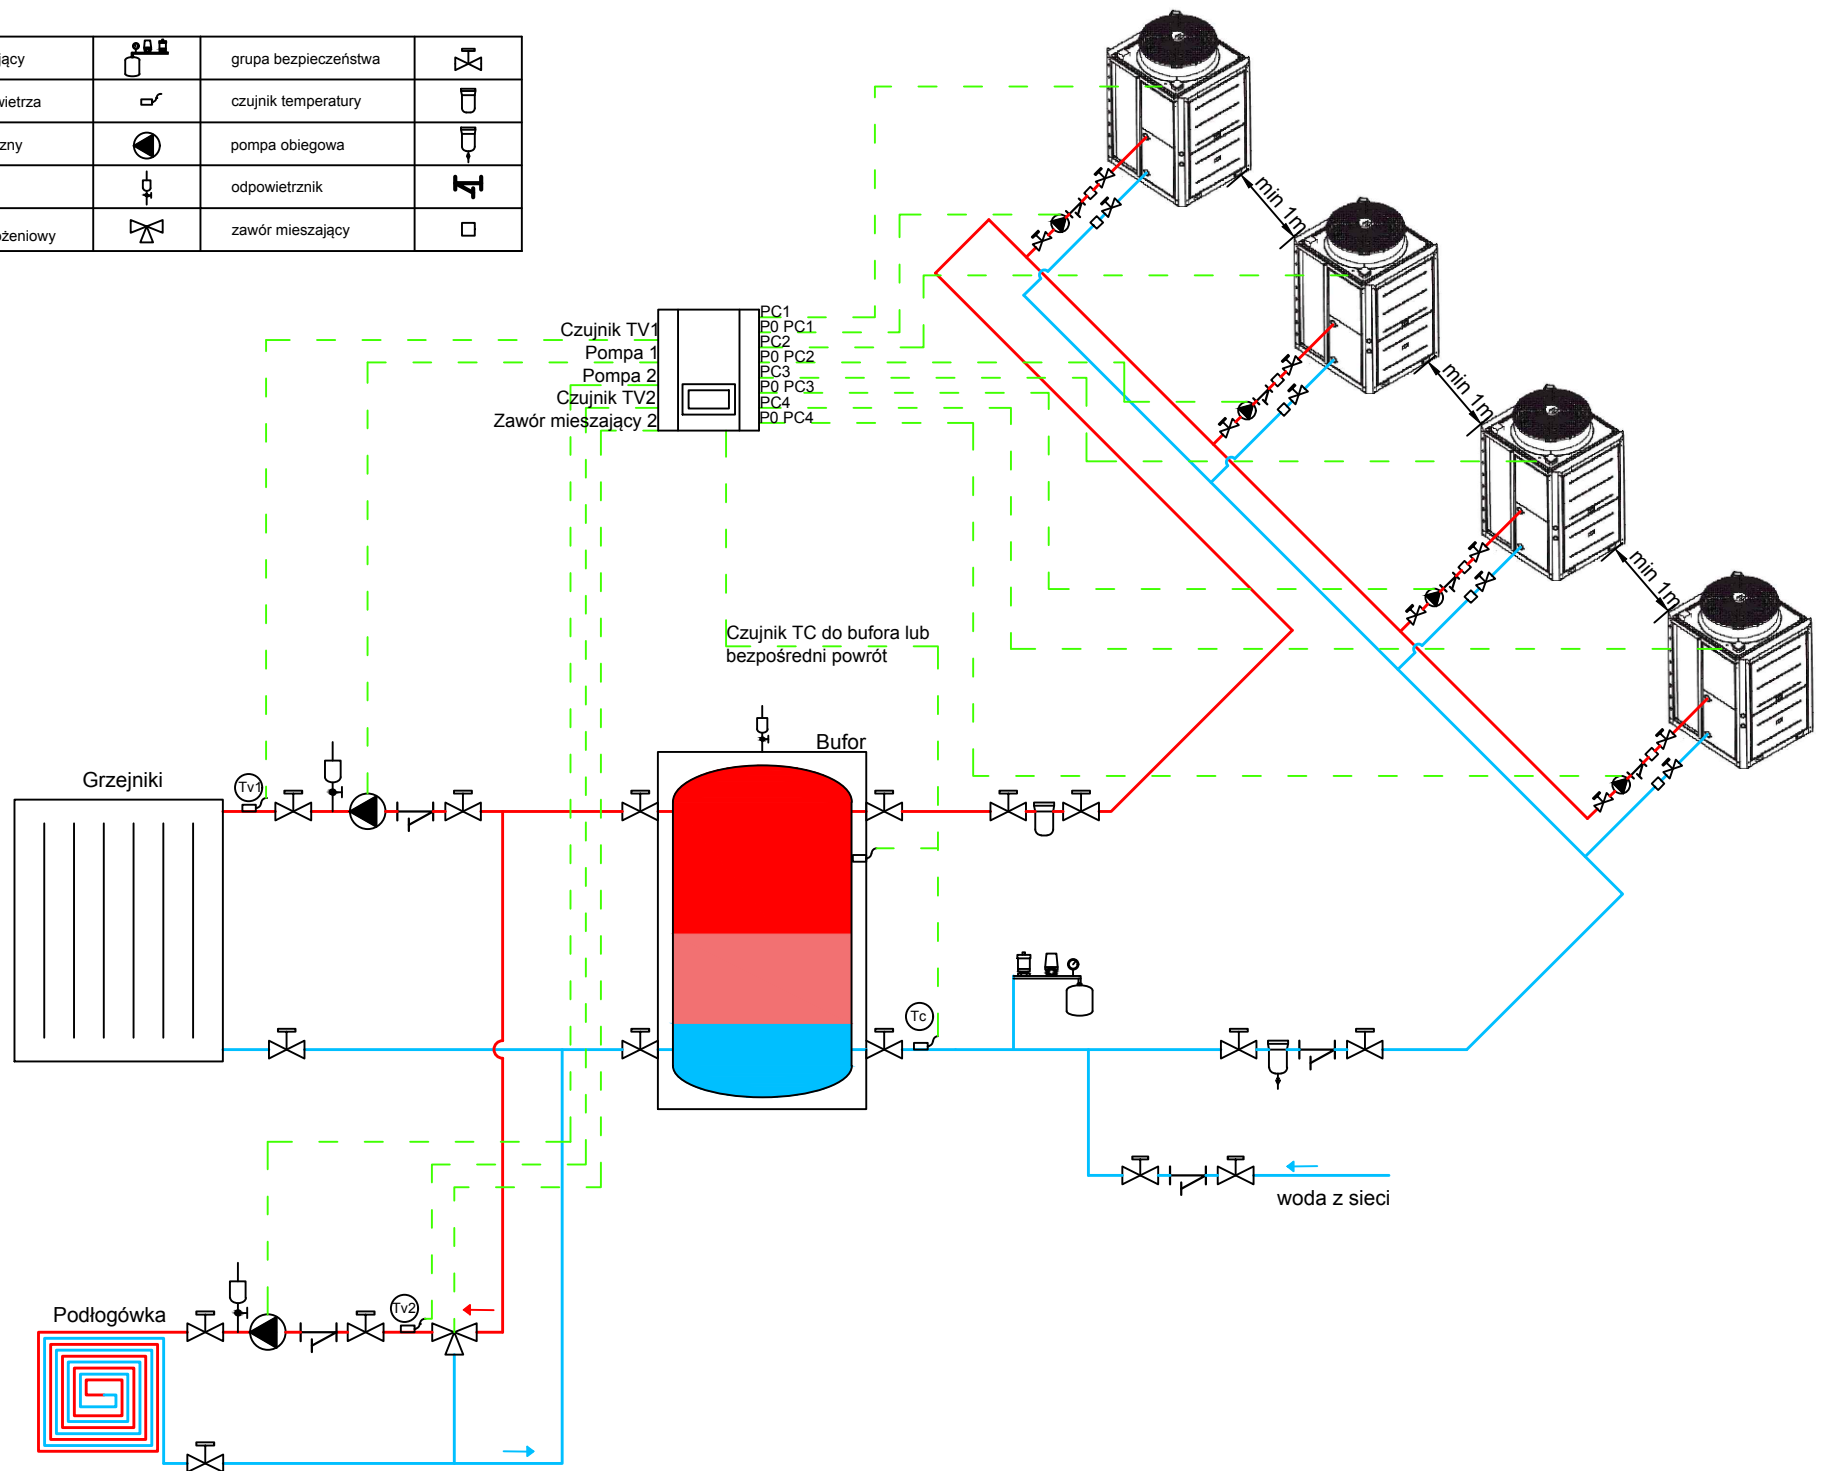 jący
grupa bezpieczeństwa
wietrza
czujnik temperatury
zny
pompa obiegowa
odpowietrznik
ożeniowy
zawór mieszający
min 1m
min 1m
min 1m
Czujnik TV1
Pompa 1
Pompa 2
Czujnik TV2
Zawór mieszający 2
PC1
P0 PC1
PC2
P0 PC2
PC3
P0 PC3
PC4
P0 PC4
Czujnik TC do bufora lub
bezpośredni powrót
Bufor
Grzejniki
Tv1
Tc
woda z sieci
Podłogówka
Tv2